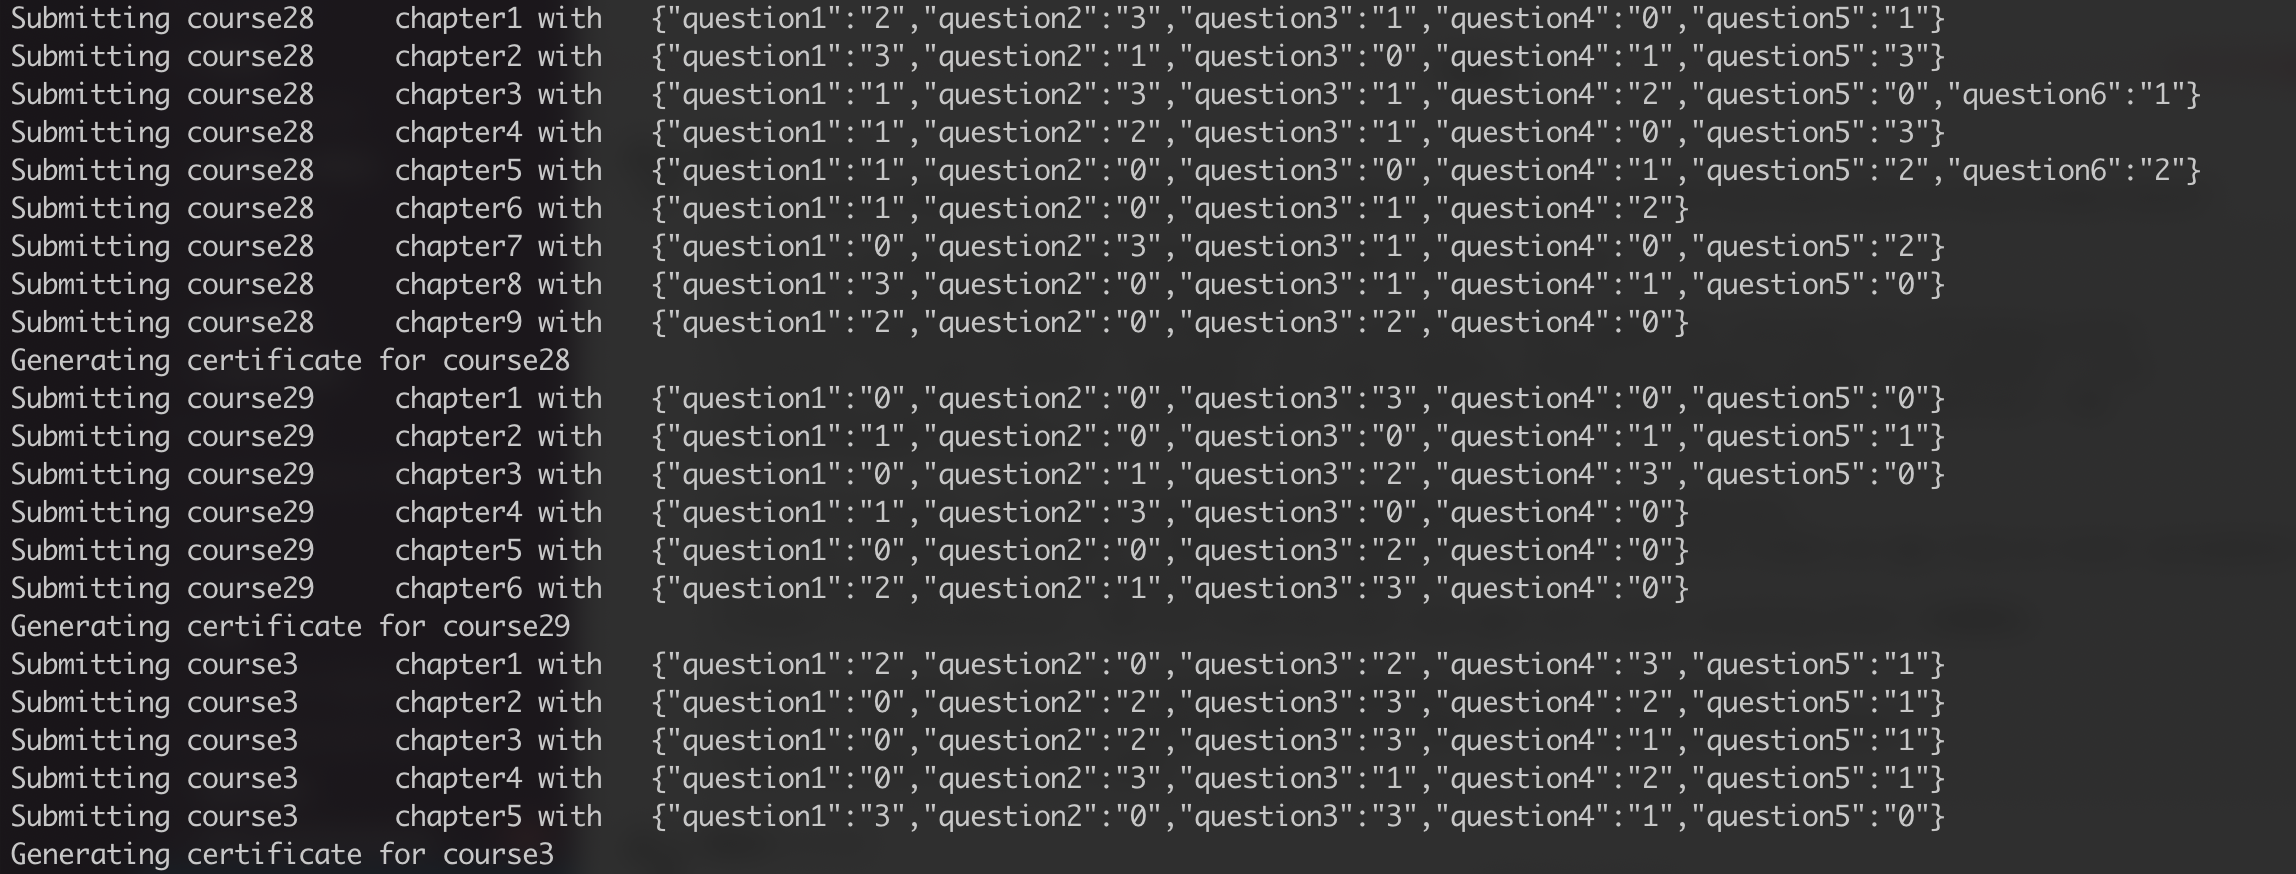 Submitting course28     chapter1 with   {"question1":"2","question2":"3","question3":"1","question4":"0","question5":"1"}
Submitting course28     chapter2 with   {"question1":"3","question2":"1","question3":"0","question4":"1","question5":"3"}
Submitting course28     chapter3 with   {"question1":"1","question2":"3","question3":"1","question4":"2","question5":"0","question6":"1"}
Submitting course28     chapter4 with   {"question1":"1","question2":"2","question3":"1","question4":"0","question5":"3"}
Submitting course28     chapter5 with   {"question1":"1","question2":"0","question3":"0","question4":"1","question5":"2","question6":"2"}
Submitting course28     chapter6 with   {"question1":"1","question2":"0","question3":"1","question4":"2"}
Submitting course28     chapter7 with   {"question1":"0","question2":"3","question3":"1","question4":"0","question5":"2"}
Submitting course28     chapter8 with   {"question1":"3","question2":"0","question3":"1","question4":"1","question5":"0"}
Submitting course28     chapter9 with   {"question1":"2","question2":"0","question3":"2","question4":"0"}
Generating certificate for course28
Submitting course29     chapter1 with   {"question1":"0","question2":"0","question3":"3","question4":"0","question5":"0"}
Submitting course29     chapter2 with   {"question1":"1","question2":"0","question3":"0","question4":"1","question5":"1"}
Submitting course29     chapter3 with   {"question1":"0","question2":"1","question3":"2","question4":"3","question5":"0"}
Submitting course29     chapter4 with   {"question1":"1","question2":"3","question3":"0","question4":"0"}
Submitting course29     chapter5 with   {"question1":"0","question2":"0","question3":"2","question4":"0"}
Submitting course29     chapter6 with   {"question1":"2","question2":"1","question3":"3","question4":"0"}
Generating certificate for course29
Submitting course3      chapter1 with   {"question1":"2","question2":"0","question3":"2","question4":"3","question5":"1"}
Submitting course3      chapter2 with   {"question1":"0","question2":"2","question3":"3","question4":"2","question5":"1"}
Submitting course3      chapter3 with   {"question1":"0","question2":"2","question3":"3","question4":"1","question5":"1"}
Submitting course3      chapter4 with   {"question1":"0","question2":"3","question3":"1","question4":"2","question5":"1"}
Submitting course3      chapter5 with   {"question1":"3","question2":"0","question3":"3","question4":"1","question5":"0"}
Generating certificate for course3